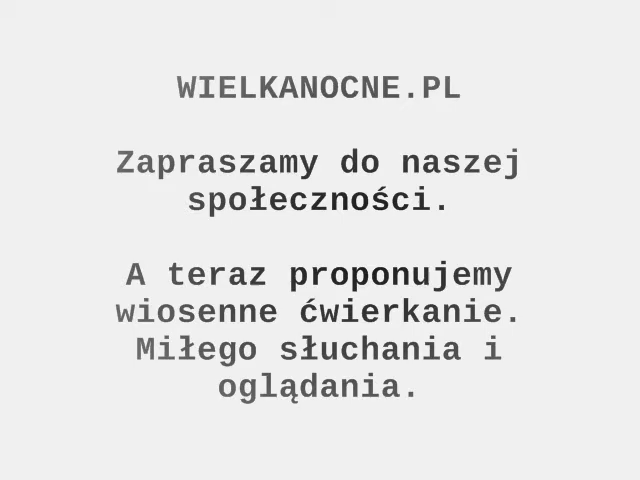 WIELKANOCNE.PL
Zapraszamy do naszej
społeczności.
A teraz proponujemy
wiosenne ćwierkanie.
Miłego słuchania i
oglądania.